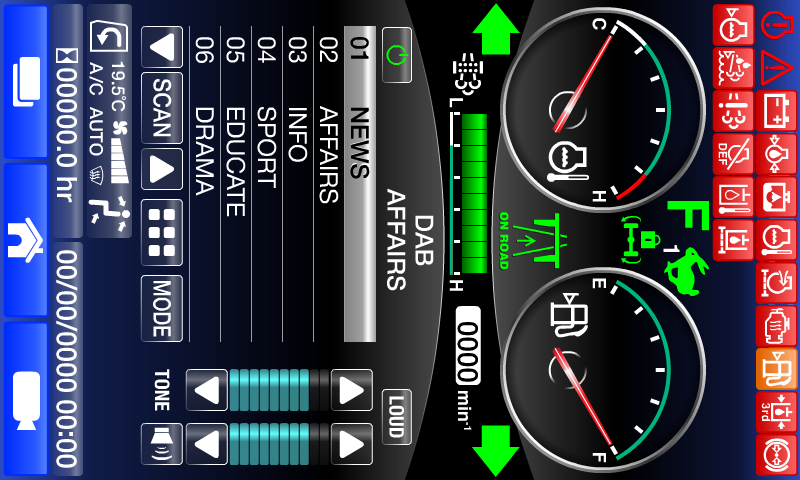 DEF
3rd
F
1
C
H
E
F
ON ROAD
L
H
0000 min-1
DAB
AFFAIRS
LOUD
01 NEWS
02 AFFAIRS
03 INFO
04 SPORT
05 EDUCATE
06 DRAMA
SCAN
MODE
TONE
19.5°C
A/C AUTO
00000.0 hr
00/00/0000 00:00